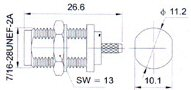 26.6
ø 11.2
7/16-28UNEF-2A
SW = 13
10.1